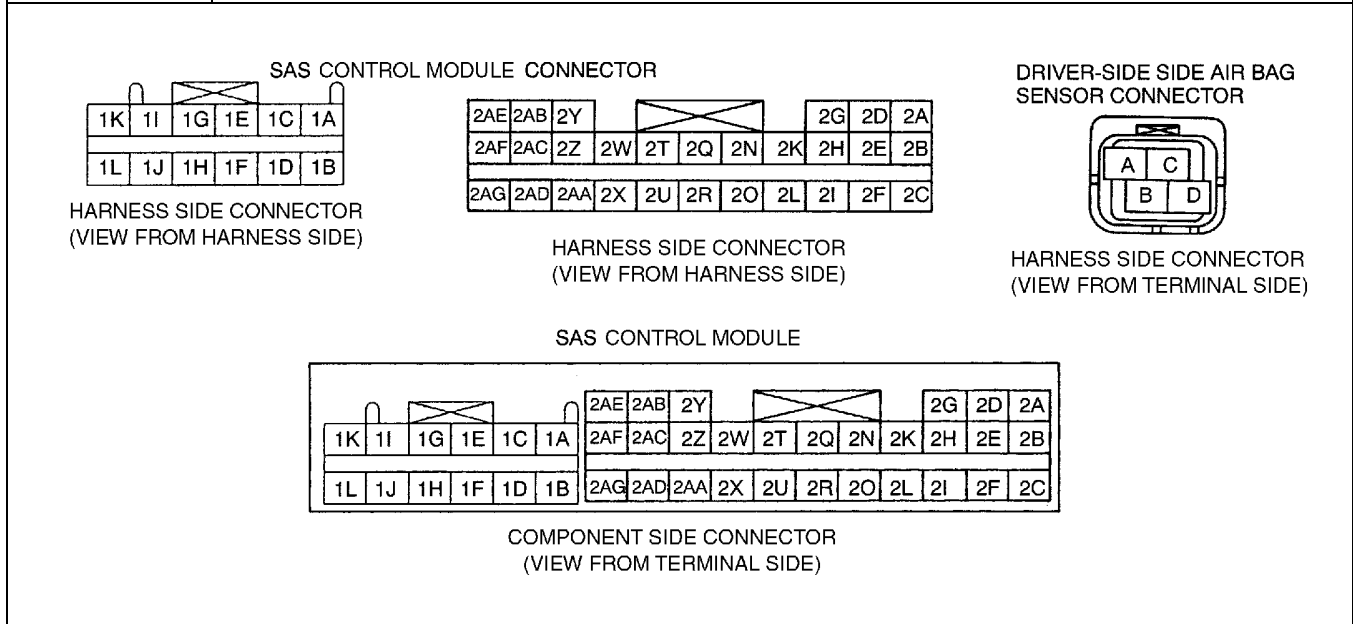 SAS CONTROL MODULE CONNECTOR
1K 1I 1G 1E 1C 1A
1L 1J 1H 1F 1D 1B
HARNESS SIDE CONNECTOR
(VIEW FROM HARNESS SIDE)
2AE 2AB 2Y 2G 2D 2A
2AF 2AC 2Z 2W 2T 2Q 2N 2K 2H 2E 2B
2AG 2AD 2AA 2X 2U 2R 2O 2L 2I 2F 2C
HARNESS SIDE CONNECTOR
(VIEW FROM HARNESS SIDE)
DRIVER-SIDE SIDE AIR BAG
SENSOR CONNECTOR
A C
B D
HARNESS SIDE CONNECTOR
(VIEW FROM TERMINAL SIDE)
SAS CONTROL MODULE
1K 1I 1G 1E 1C 1A
1L 1J 1H 1F 1D 1B
2AE 2AB 2Y 2G 2D 2A
2AF 2AC 2Z 2W 2T 2Q 2N 2K 2H 2E 2B
2AG 2AD 2AA 2X 2U 2R 2O 2L 2I 2F 2C
COMPONENT SIDE CONNECTOR
(VIEW FROM TERMINAL SIDE)